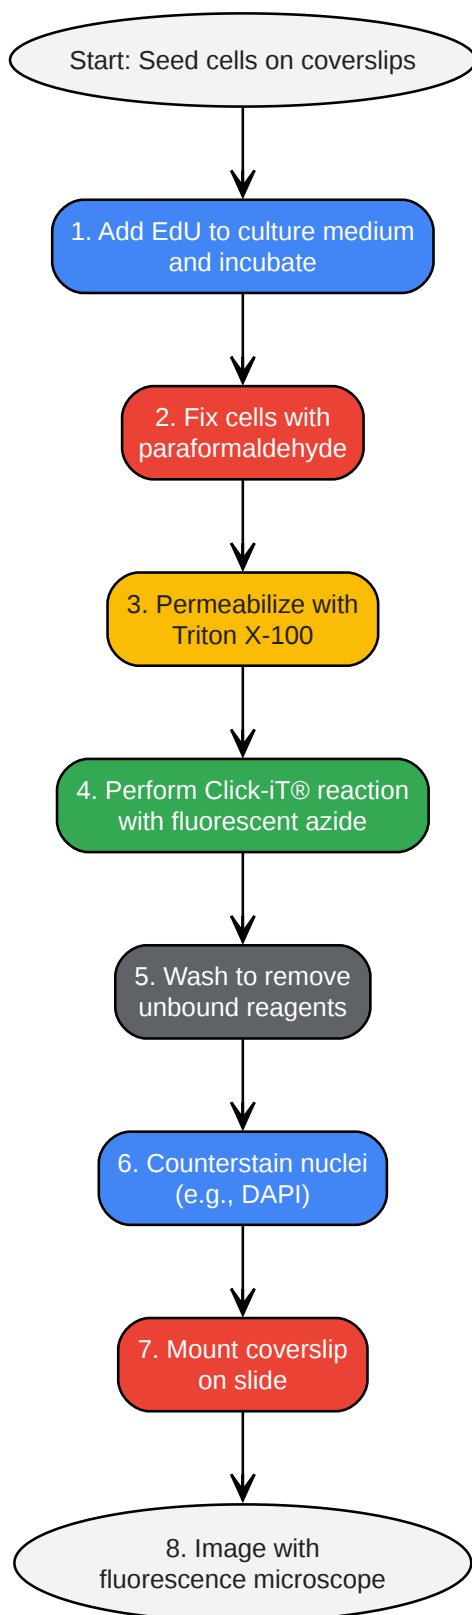 Start: Seed cells on coverslips
1. Add EdU to culture medium
and incubate
2. Fix cells with
paraformaldehyde
3. Permeabilize with
Triton X-100
4. Perform Click-iT® reaction
with fluorescent azide
5. Wash to remove
unbound reagents
6. Counterstain nuclei
(e.g., DAPI)
7. Mount coverslip
on slide
8. Image with
fluorescence microscope